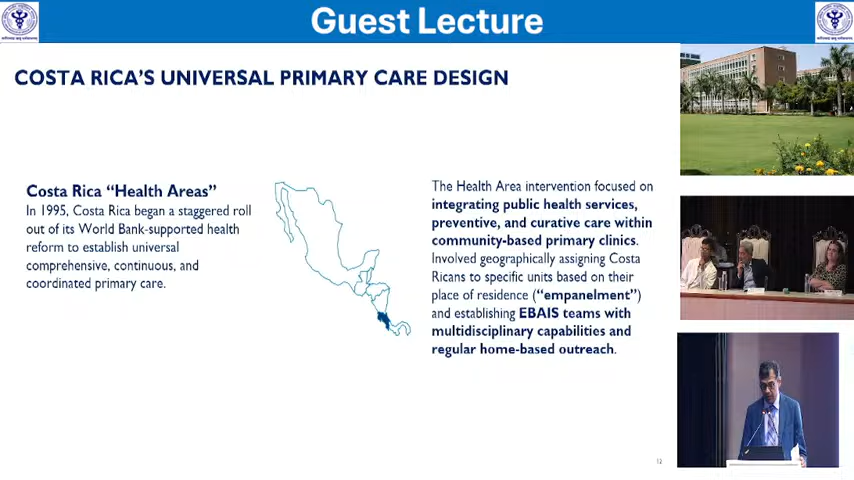 Guest Lecture
COSTA RICA'S UNIVERSAL PRIMARY CARE DESIGN
Costa Rica “Health Areas”
In 1995, Costa Rica began a staggered roll
out of its World Bank-supported health
reform to establish universal
comprehensive, continuous, and
coordinated primary care.
The Health Area intervention focused on
integrating public health services,
preventive, and curative care within
community-based primary clinics.
Involved geographically assigning Costa
Ricans to specific units based on their
place of residence (“empanelment”)
and establishing EBAIS teams with
multidisciplinary capabilities and
regular home-based outreach.
12